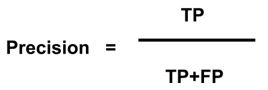 TP
Precision =
TP+FP